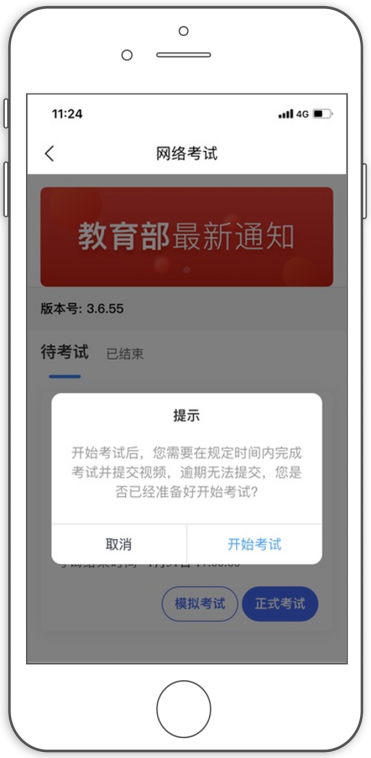 11:24
4G
网络考试
教育部最新通知
版本号: 3.6.55
待考试
已结束
提示
开始考试后，您需要在规定时间内完成
考试并提交视频，逾期无法提交，您是
否已经准备好开始考试?
取消
开始考试
模拟考试
正式考试